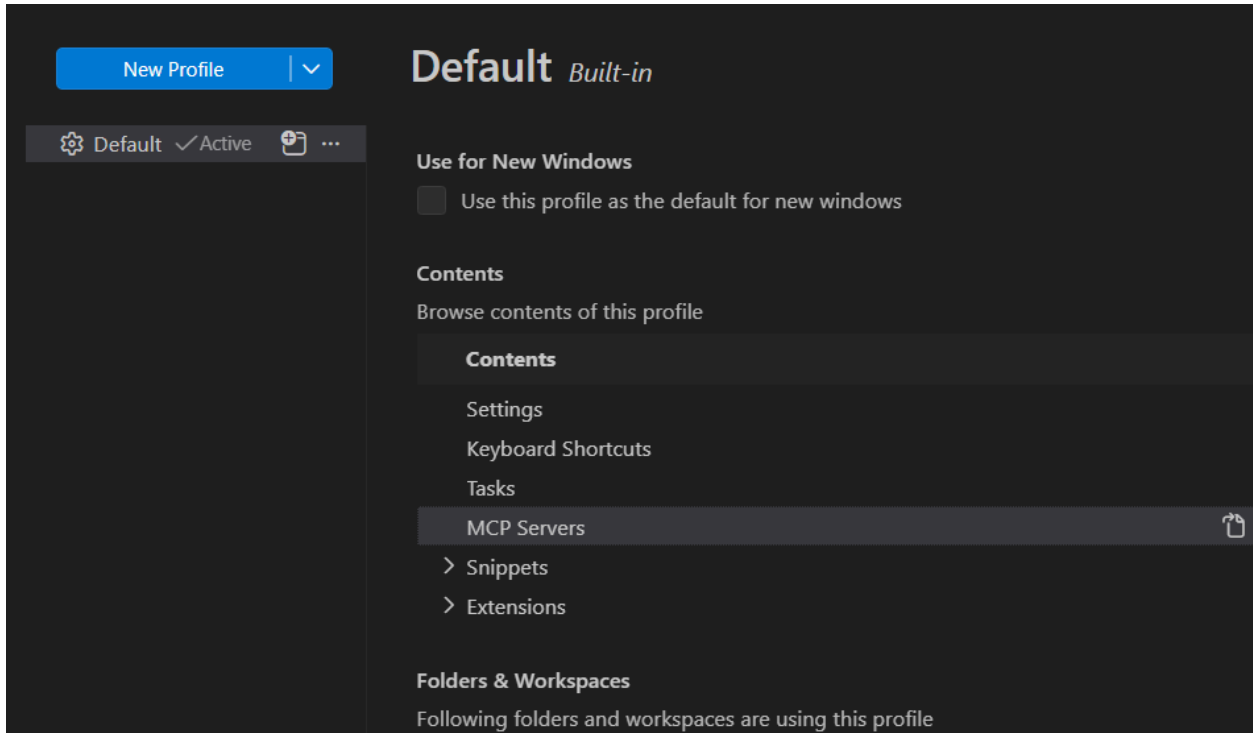 New Profile
Default Active
Default Built-in
Use for New Windows
Use this profile as the default for new windows
Contents
Browse contents of this profile
Contents
Settings
Keyboard Shortcuts
Tasks
MCP Servers
Snippets
Extensions
Folders & Workspaces
Following folders and workspaces are using this profile